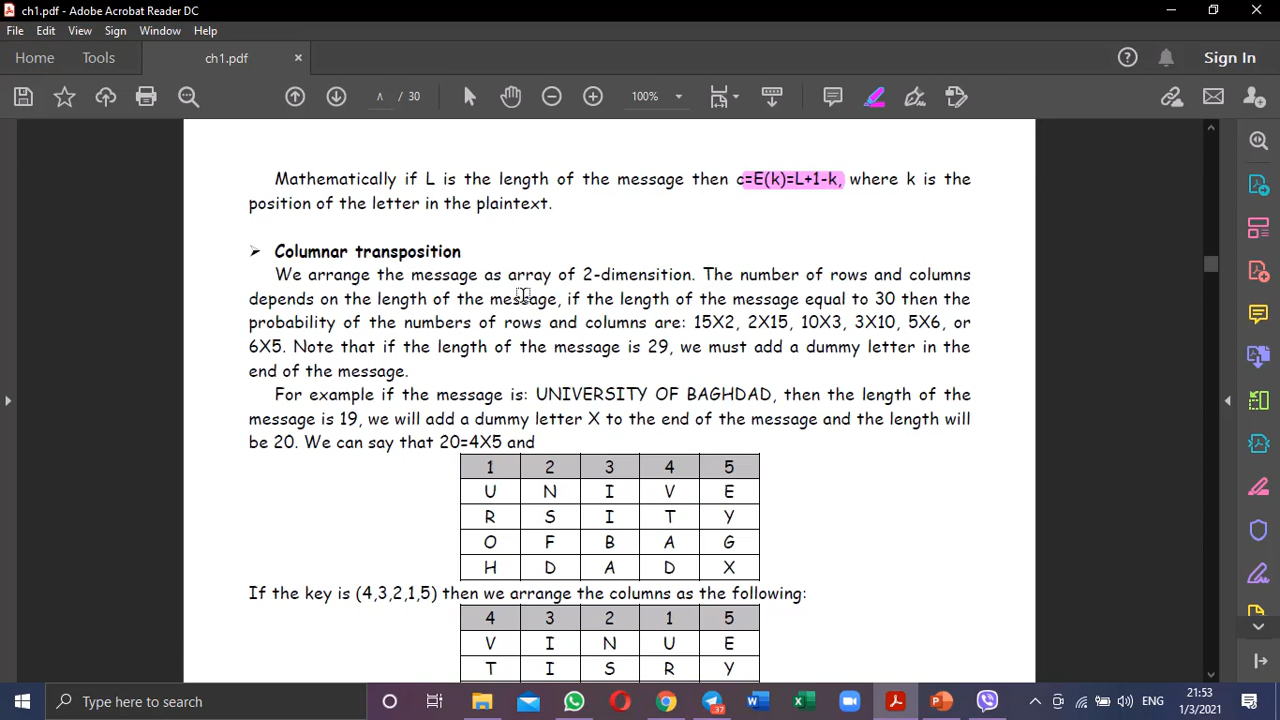 ch1.pdf - Adobe Acrobat Reader DC
File Edit View Sign Window Help
Home Tools ch1.pdf × Sign In
/ 30 100%
Mathematically if L is the length of the message then c=E(k)=L+1-k, where k is the
position of the letter in the plaintext.
➢ Columnar transposition
We arrange the message as array of 2-dimensition. The number of rows and columns
depends on the length of the message, if the length of the message equal to 30 then the
probability of the numbers of rows and columns are: 15X2, 2X15, 10X3, 3X10, 5X6, or
6X5. Note that if the length of the message is 29, we must add a dummy letter in the
end of the message.
For example if the message is: UNIVERSITY OF BAGHDAD, then the length of the
message is 19, we will add a dummy letter X to the end of the message and the length will
be 20. We can say that 20=4X5 and
1 2 3 4 5
U N I V E
R S I T Y
O F B A G
H D A D X
If the key is (4,3,2,1,5) then we arrange the columns as the following:
4 3 2 1 5
V I N U E
T I S R Y
Type here to search
37
ENG
21:53
1/3/2021